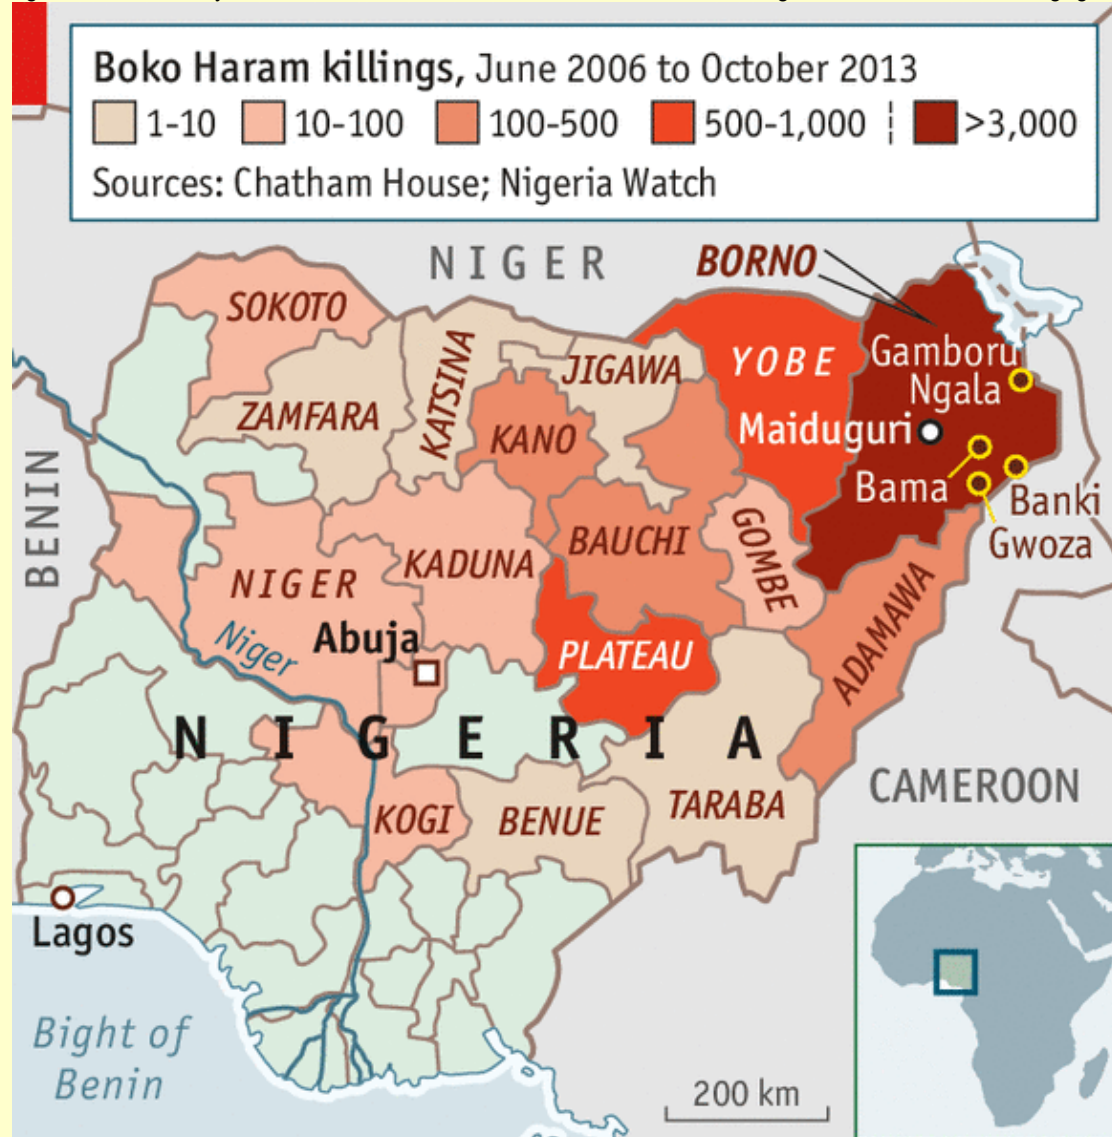 Boko Haram killings, June 2006 to October 2013
1-10 10-100 100-500 500-1,000 >3,000
Sources: Chatham House; Nigeria Watch
NIGER
BORNO
SOKOTO
KATSINA
JIGAWA
YOBE
Gamboru
Ngala
ZAMFARA
KANO
Maiduguri
Bama
Banki
Gwoza
BENIN
NIGER
KADUNA
BAUCHI
GOMBE
ADAMAWA
Niger
Abuja
PLATEAU
NIGERIA
CAMEROON
KOGI
BENUE
TARABA
Lagos
Bight of
Benin
200 km